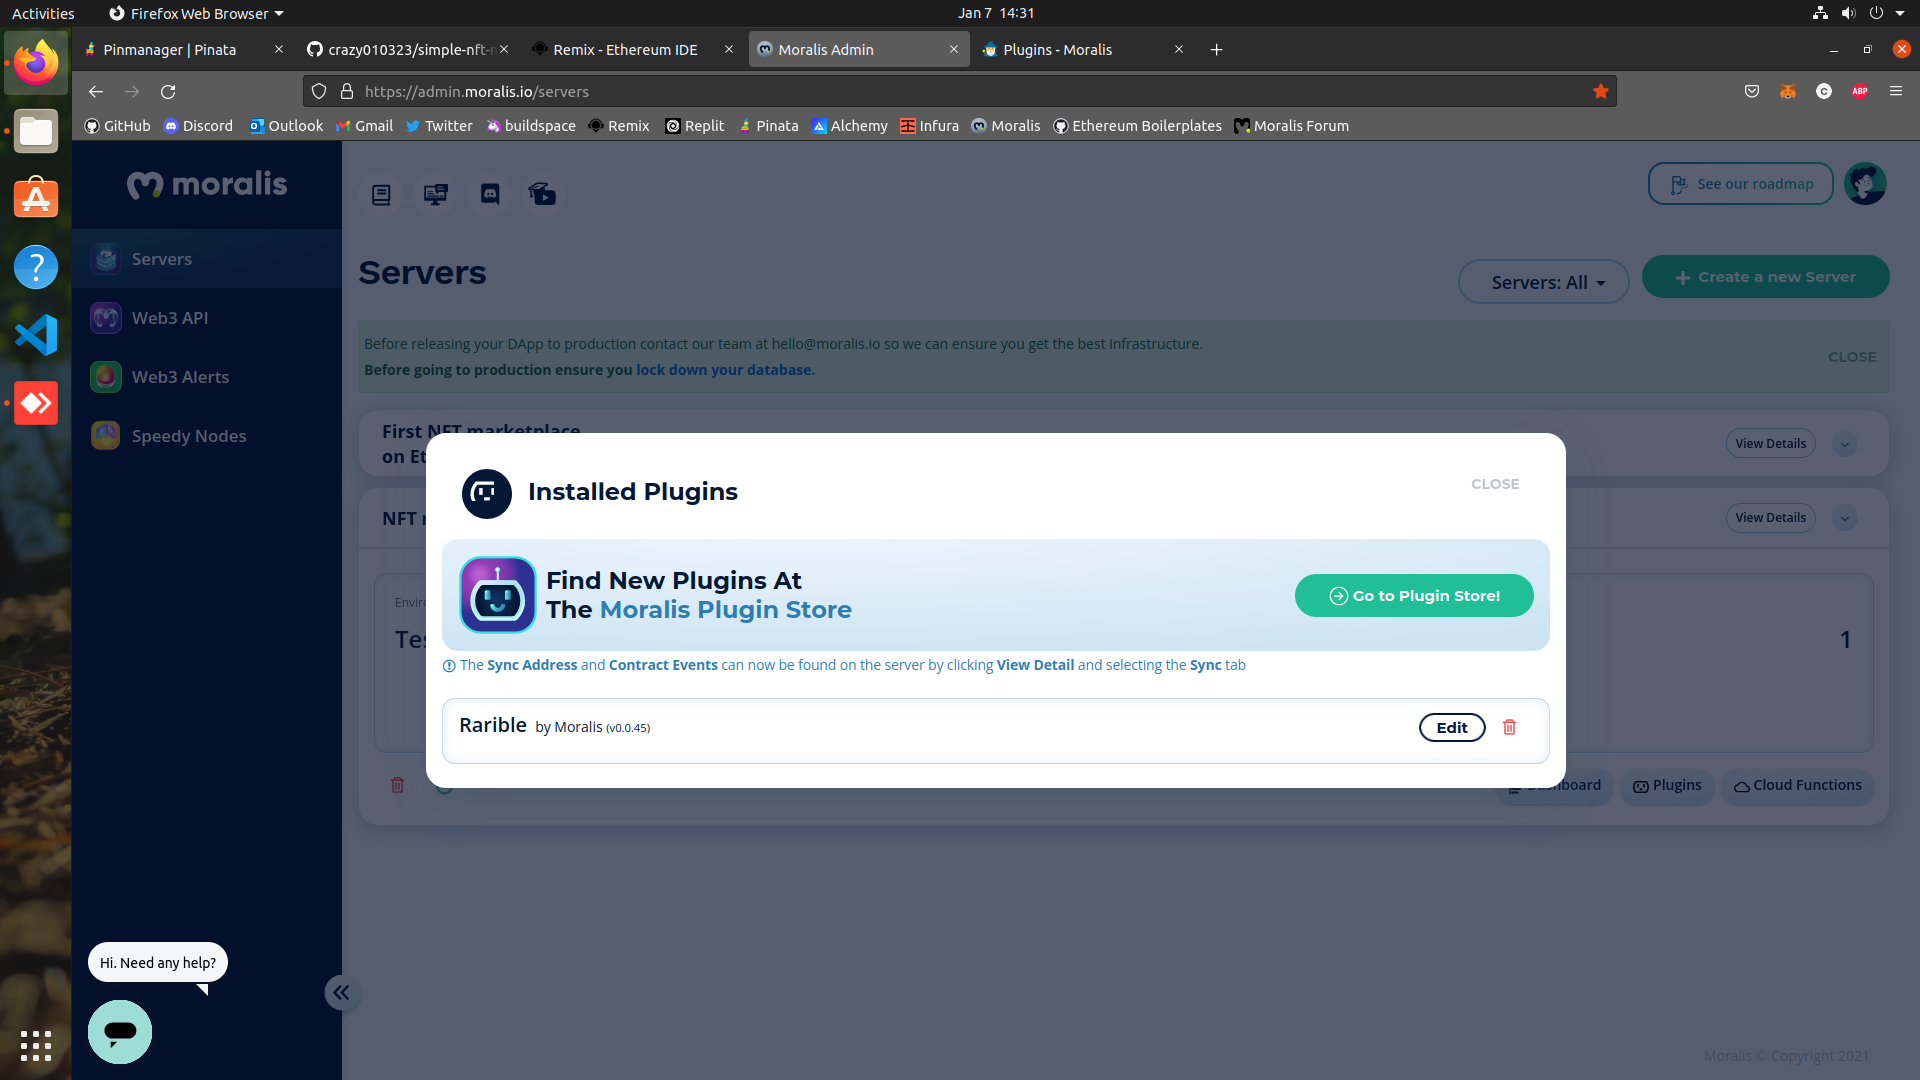 Activities
Firefox Web Browser
Jan 7 14:31
Pinmanager | Pinata
crazy010323/simple-nft-
Remix - Ethereum IDE
Moralis Admin
Plugins - Moralis
https://admin.moralis.io/servers
C
ABP
GitHub
Discord
Outlook
Gmail
Twitter
buildspace
Remix
Replit
Pinata
Alchemy
Infura
Moralis
Ethereum Boilerplates
Moralis Forum
moralis
See our roadmap
Servers
Web3 API
Web3 Alerts
Speedy Nodes
Servers
Servers: All
Create a new Server
Before releasing your DApp to production contact our team at hello@moralis.io so we can ensure you get the best infrastructure.
Before going to production ensure you lock down your database.
CLOSE
First NFT marketplace
on Et
View Details
NFT
View Details
Enviro
Te
1
Installed Plugins
CLOSE
Find New Plugins At
The Moralis Plugin Store
Go to Plugin Store!
The Sync Address and Contract Events can now be found on the server by clicking View Detail and selecting the Sync tab
Rarible by Moralis (v0.0.45)
Edit
Dashboard
Plugins
Cloud Functions
Hi. Need any help?
Moralis © Copyright 2021